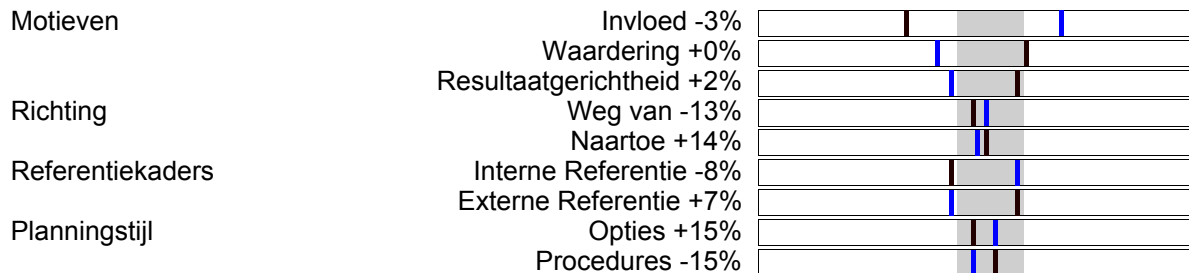 Motieven Invloed -3%
Waardering +0%
Resultaatgerichtheid +2%
Richting Weg van -13%
Naartoe +14%
Referentiekaders Interne Referentie -8%
Externe Referentie +7%
Planningstijl Opties +15%
Procedures -15%